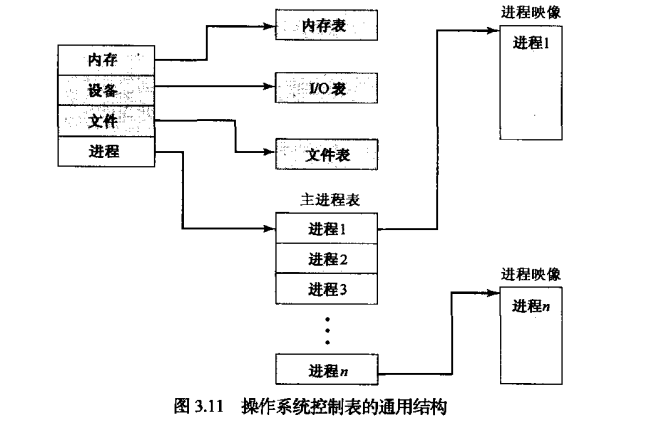 内存
设备
文件
进程
内存表
I/O表
文件表
主进程表
进程1
进程2
进程3
进程n
进程映像
进程1
进程映像
进程n
图 3.11 操作系统控制表的通用结构